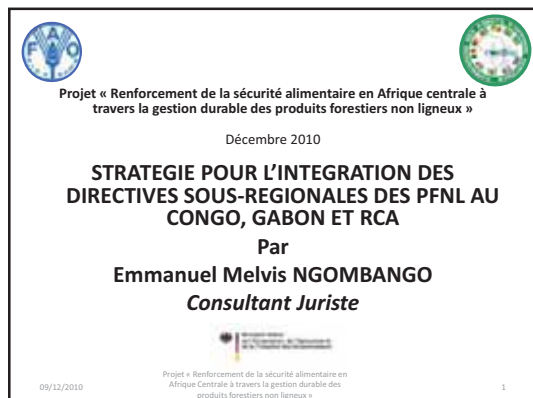 FAO
Projet « Renforcement de la sécurité alimentaire en Afrique centrale à
travers la gestion durable des produits forestiers non ligneux »
Décembre 2010
STRATEGIE POUR L'INTEGRATION DES
DIRECTIVES SOUS-REGIONALES DES PFNL AU
CONGO, GABON ET RCA
Par
Emmanuel Melvis NGOMBANGO
Consultant Juriste
09/12/2010
Projet « Renforcement de la sécurité alimentaire en
Afrique Centrale à travers la gestion durable des
produits forestiers non ligneux »
1